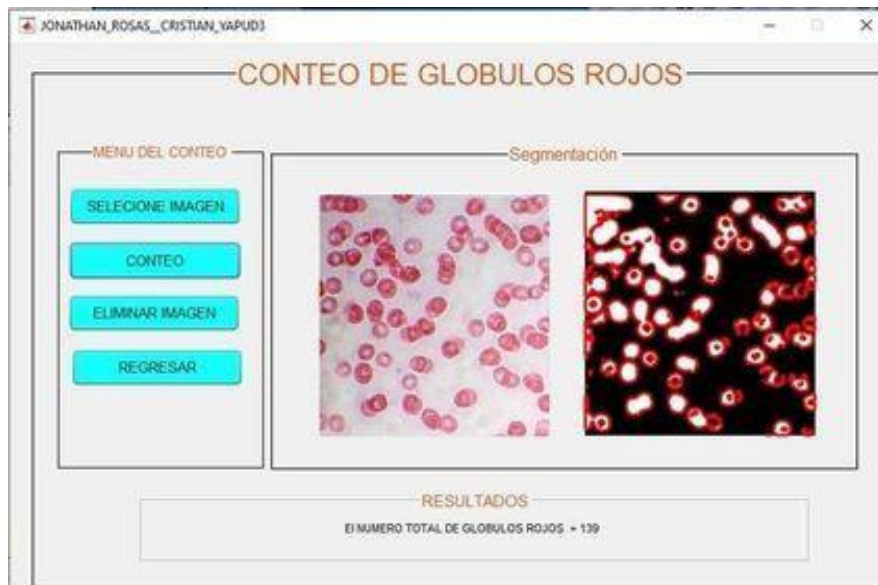 JONATHAN_ROSAS__CRISTIAN_YAPUD3
CONTEO DE GLOBULOS ROJOS
MENU DEL CONTEO
SELECIONE IMAGEN
CONTEO
ELIMINAR IMAGEN
REGRESAR
Segmentación
RESULTADOS
El NUMERO TOTAL DE GLOBULOS ROJOS = 139